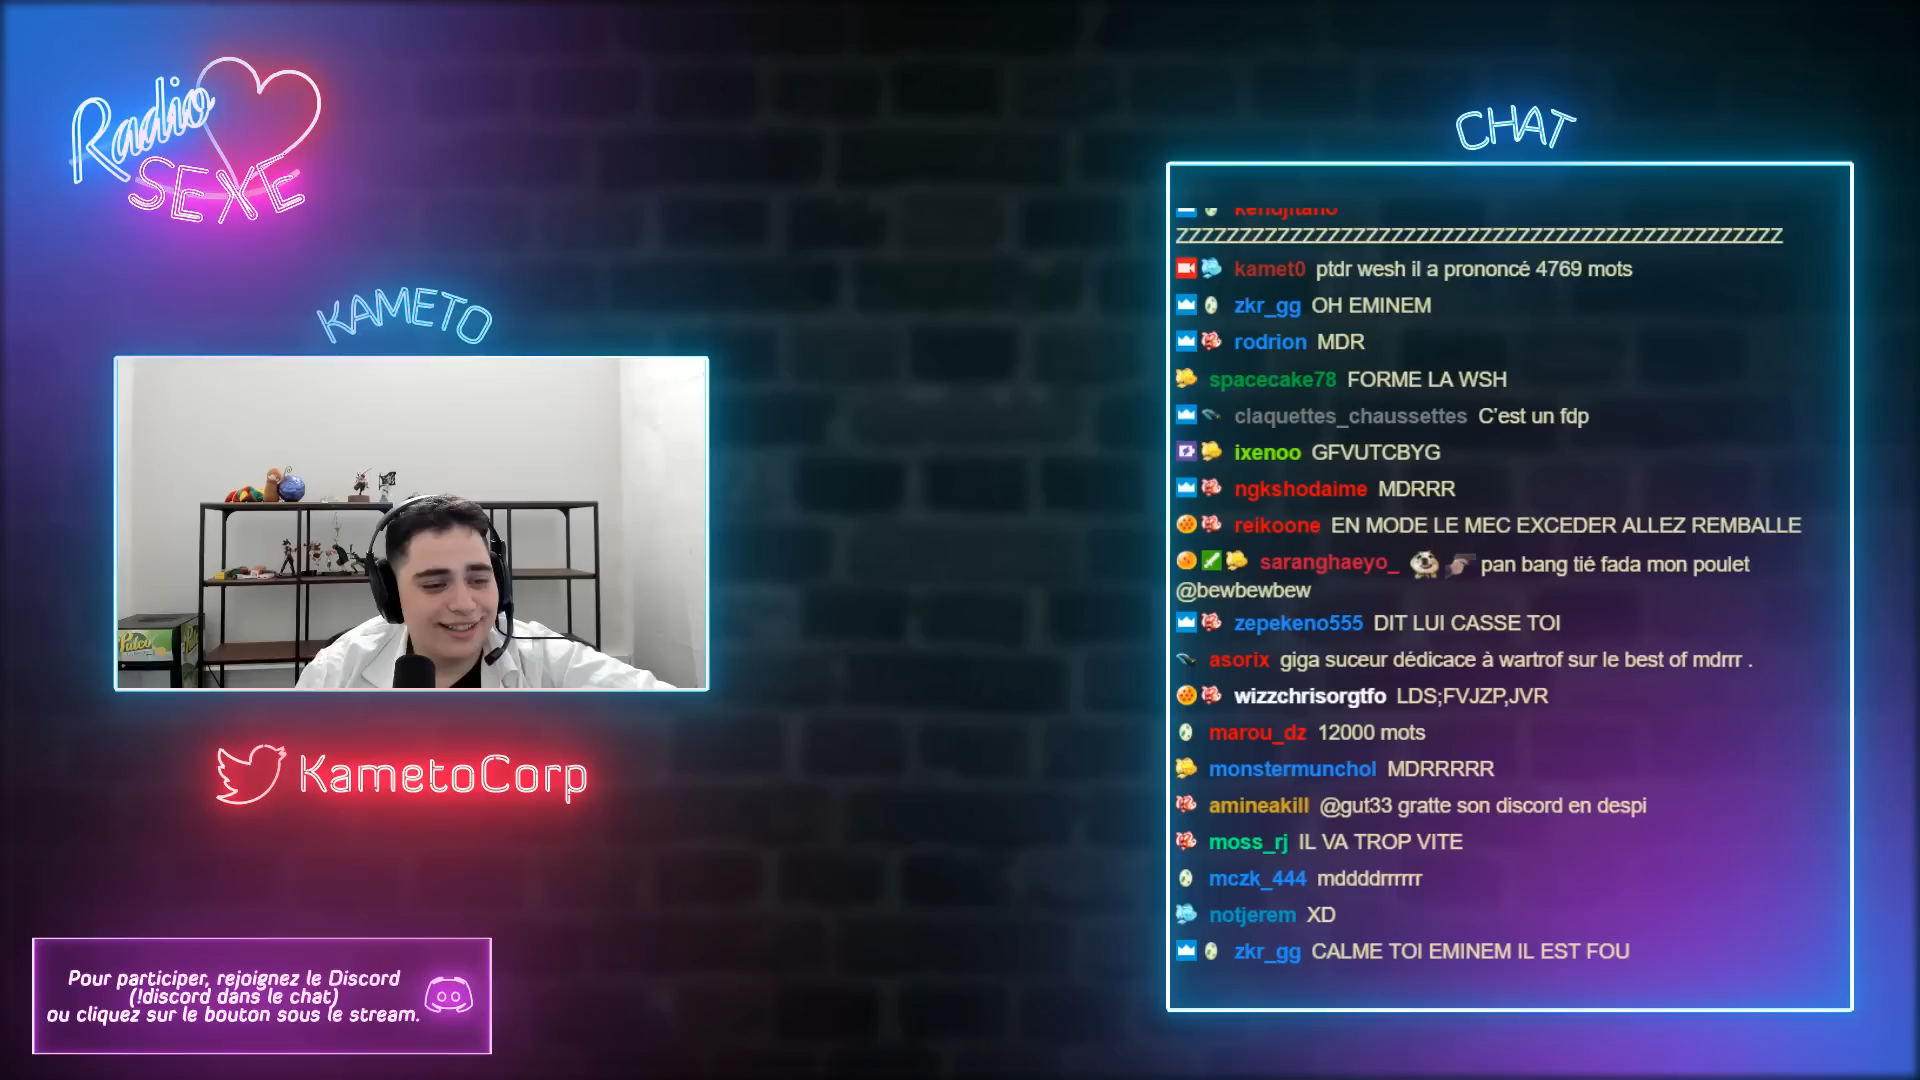 Radio
SEXE
KAMETO
Pulco
KametoCorp
Pour participer, rejoignez le Discord
(!discord dans le chat)
ou cliquez sur le bouton sous le stream.
CHAT
kenujitano
ZZZZZZZZZZZZZZZZZZZZZZZZZZZZZZZZZZZZZZZZZZZZZZZZ
kamet0 ptdr wesh il a prononcé 4769 mots
zkr_gg OH EMINEM
rodrion MDR
spacecake78 FORME LA WSH
claquettes_chaussettes C'est un fdp
ixenoo GFVUTCBYG
ngkshodaime MDRRR
reikoone EN MODE LE MEC EXCEDER ALLEZ REMBALLE
saranghaeyo_ pan bang tié fada mon poulet
@bewbewbew
zepekeno555 DIT LUI CASSE TOI
asorix giga suceur dédicace à wartrof sur le best of mdrrr .
wizzchrisorgtfo LDS;FVJZP,JVR
marou_dz 12000 mots
monstermunchol MDRRRRR
amineakill @gut33 gratte son discord en despi
moss_rj IL VA TROP VITE
mczk_444 mddddrrrrrr
notjerem XD
zkr_gg CALME TOI EMINEM IL EST FOU